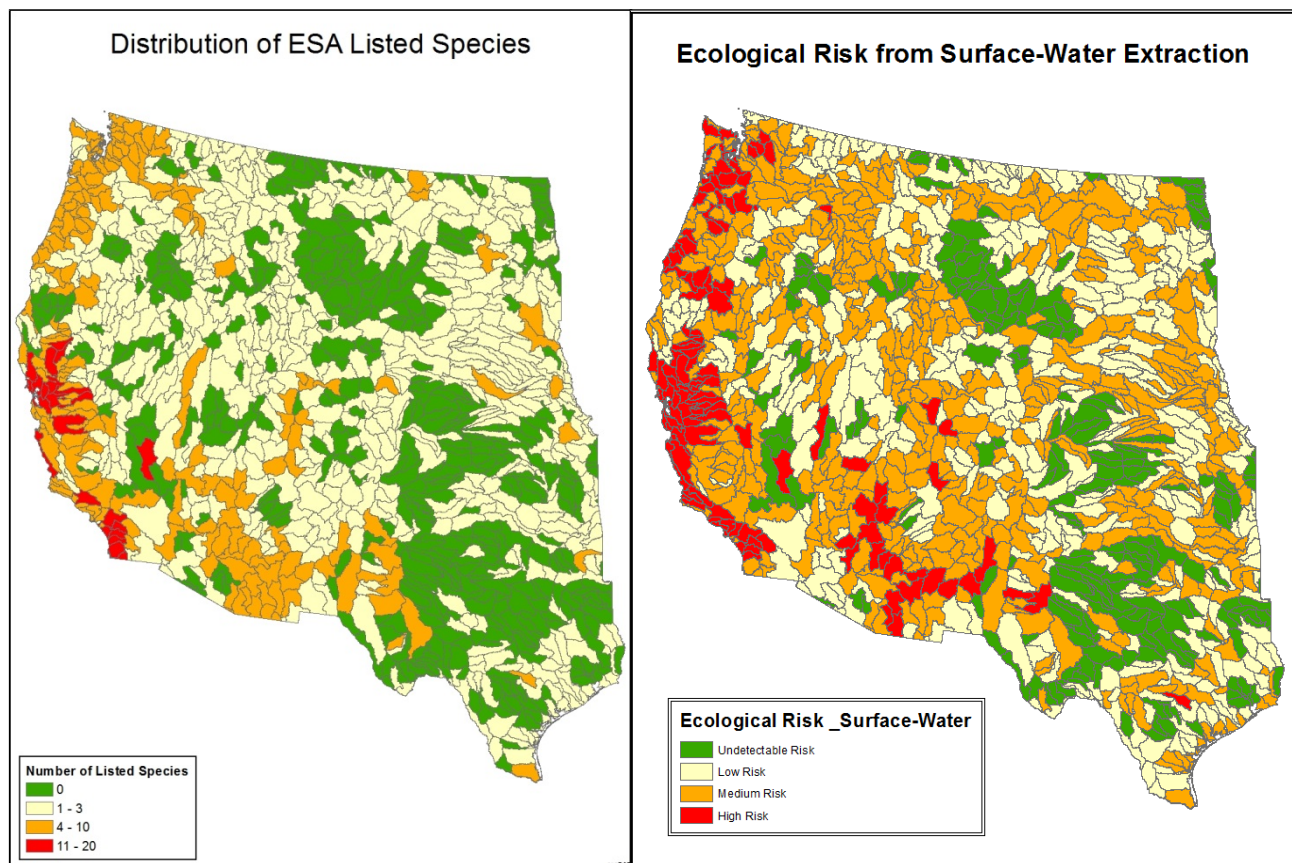 Distribution of ESA Listed Species
Number of Listed Species
0
1 - 3
4 - 10
11 - 20
Ecological Risk from Surface-Water Extraction
Ecological Risk _Surface-Water
Undetectable Risk
Low Risk
Medium Risk
High Risk